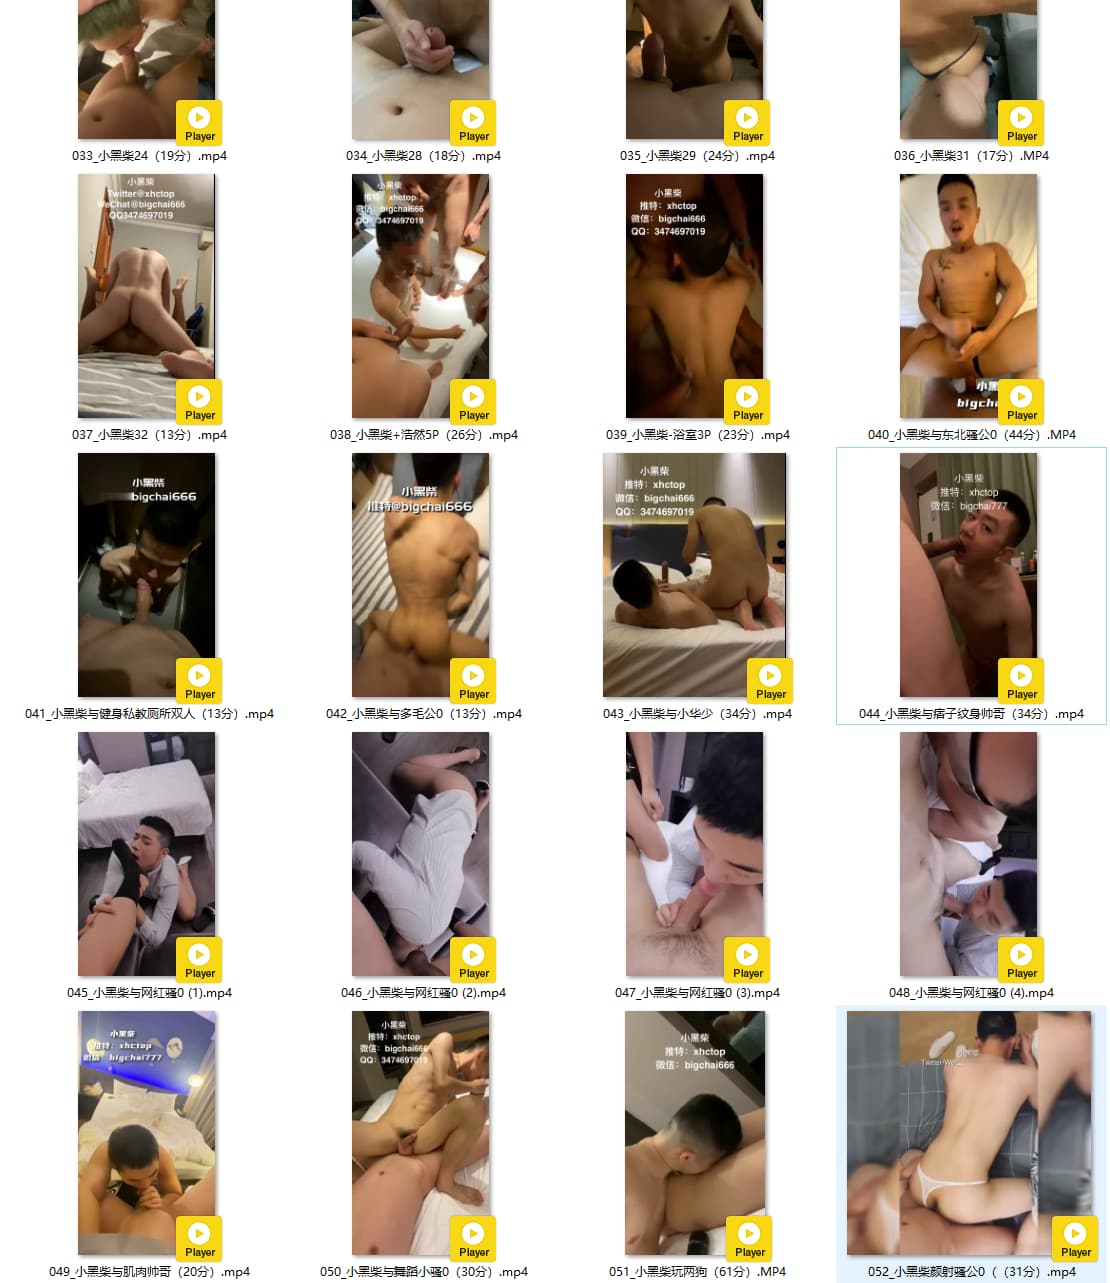 Player
Player
Player
Player
033_小黑柴24（19分）.mp4
034_小黑柴28（18分）.mp4
035_小黑柴29（24分）.mp4
036_小黑柴31（17分）.MP4
小黑柴
Twitter@xhctop
WeChat@bigchai666
QQ3474697019
Player
小黑柴
推特：xhctop
微信：bigchai666
QQ：3474697019
Player
小黑柴
推特：xhctop
微信：bigchai666
QQ：3474697019
Player
小黑
bigcha
Player
037_小黑柴32（13分）.mp4
038_小黑柴+浩然5P（26分）.mp4
039_小黑柴-浴室3P（23分）.mp4
040_小黑柴与东北骚公0（44分）.MP4
小黑柴
bigchai666
Player
小黑柴
推特@bigchai666
Player
小黑柴
推特：xhctop
微信：bigchai666
QQ：3474697019
Player
小黑柴
推特：xhctop
微信：bigchai777
Player
041_小黑柴与健身私教厕所双人（13分）.mp4
042_小黑柴与多毛公0（13分）.mp4
043_小黑柴与小华少（34分）.mp4
044_小黑柴与痞子纹身帅哥（34分）.mp4
Player
Player
Player
Player
045_小黑柴与网红骚0 (1).mp4
046_小黑柴与网红骚0 (2).mp4
047_小黑柴与网红骚0 (3).mp4
048_小黑柴与网红骚0 (4).mp4
小黑柴
推特：xhctop
微信：bigchai777
Player
小黑柴
推特：xhctop
微信：bigchai666
QQ：3474697019
Player
小黑柴
推特：xhctop
微信：bigchai666
Player
Player
049_小黑柴与肌肉帅哥（20分）.mp4
050_小黑柴与舞蹈小骚0（30分）.mp4
051_小黑柴玩两狗（61分）.MP4
052_小黑柴颜射骚公0（（31分）.mp4